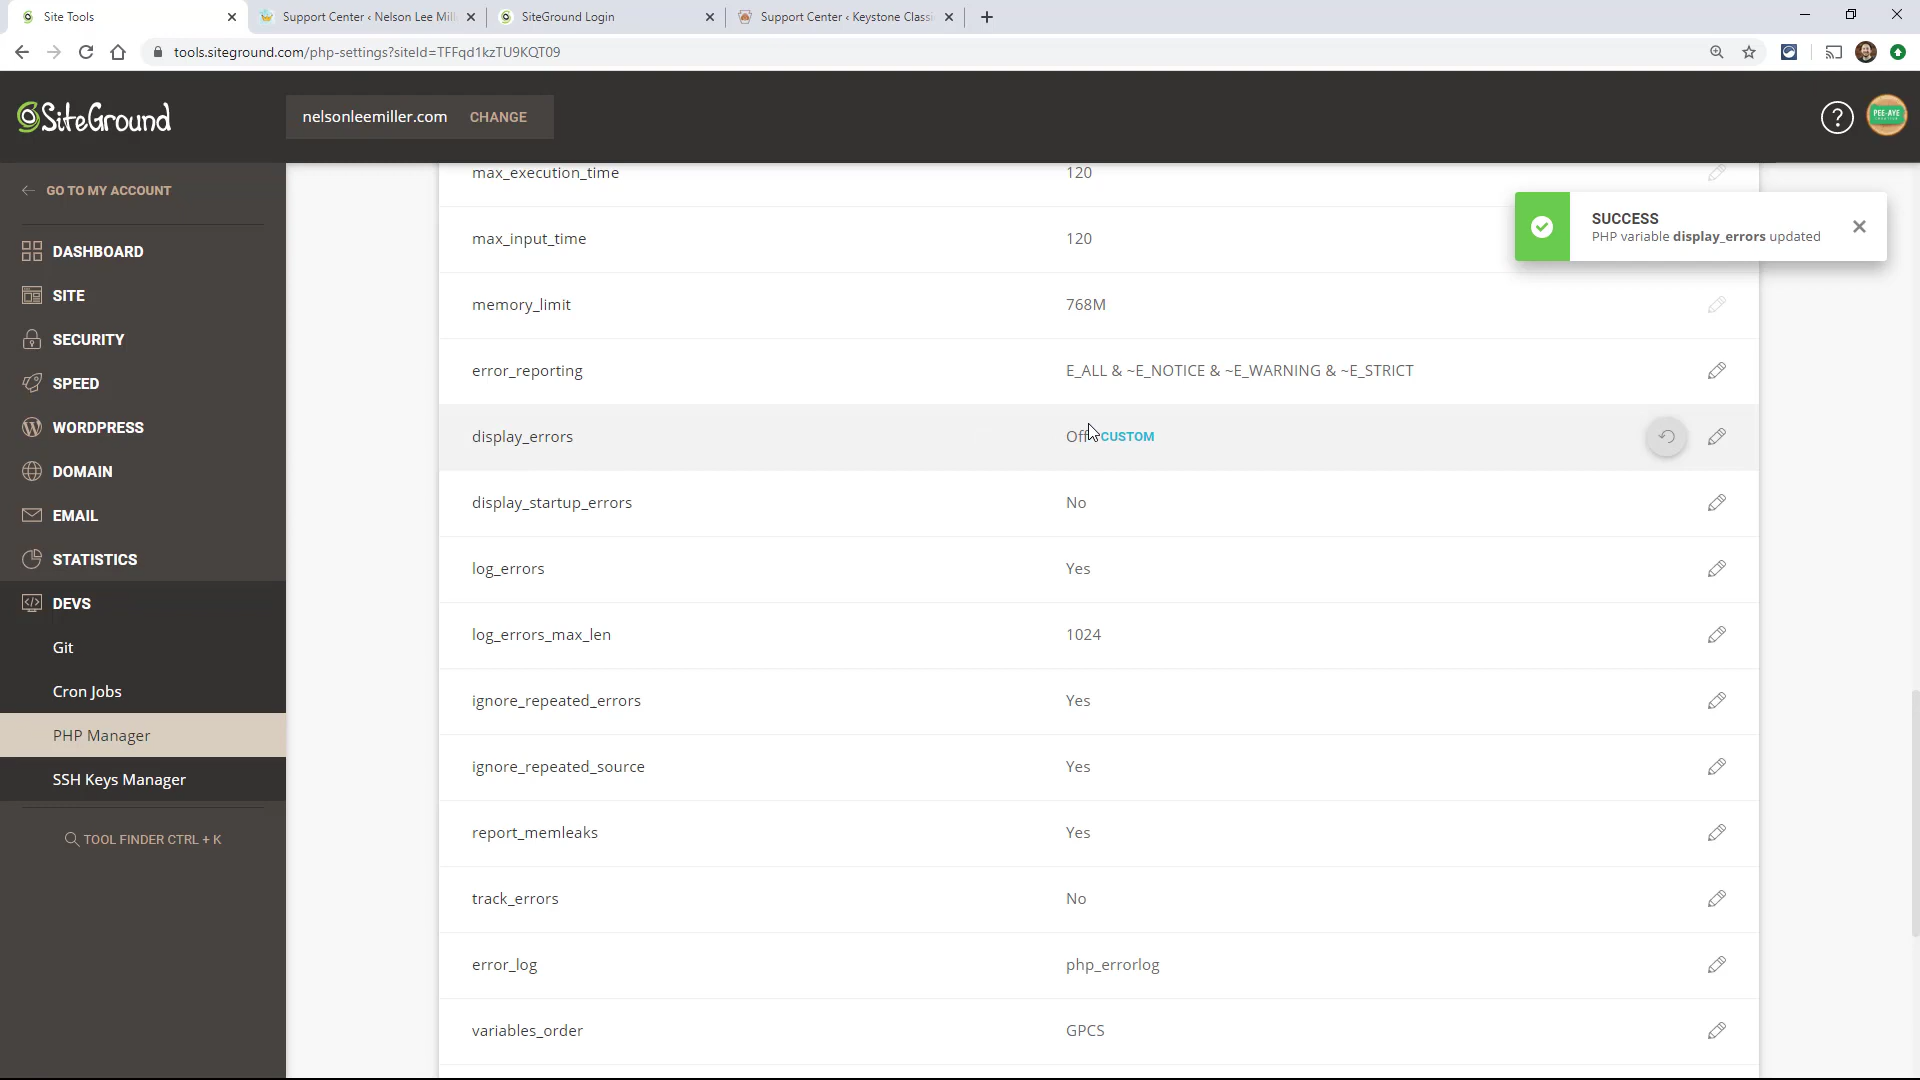 Site Tools
Support Center ‹ Nelson Lee Mill
SiteGround Login
Support Center ‹ Keystone Classi
tools.siteground.com/php-settings?siteId=TFFqd1kzTU9KQT09
SiteGround
nelsonleemiller.com CHANGE
?
PEE-AYE
GO TO MY ACCOUNT
DASHBOARD
SITE
SECURITY
SPEED
WORDPRESS
DOMAIN
EMAIL
STATISTICS
DEVS
Git
Cron Jobs
PHP Manager
SSH Keys Manager
TOOL FINDER CTRL + K
max_execution_time 120
max_input_time 120
memory_limit 768M
error_reporting E_ALL & ~E_NOTICE & ~E_WARNING & ~E_STRICT
display_errors Off CUSTOM
display_startup_errors No
log_errors Yes
log_errors_max_len 1024
ignore_repeated_errors Yes
ignore_repeated_source Yes
report_memleaks Yes
track_errors No
error_log php_errorlog
variables_order GPCS
SUCCESS
PHP variable display_errors updated